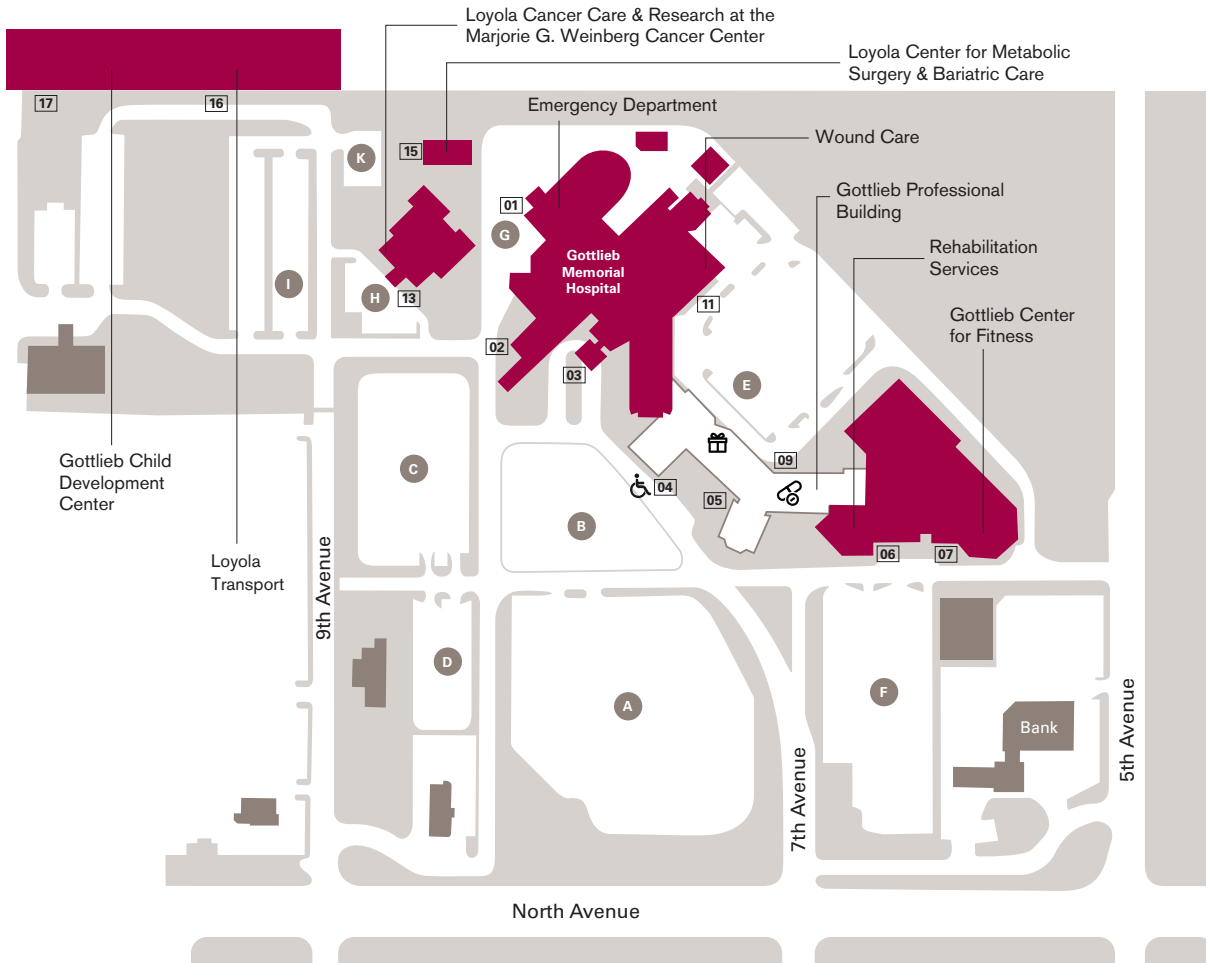 Loyola Cancer Care & Research at the
Marjorie G. Weinberg Cancer Center
Loyola Center for Metabolic
Surgery & Bariatric Care
17
16
Emergency Department
Wound Care
K
15
Gottlieb Professional
Building
01
G
Rehabilitation
Services
Gottlieb
Memorial
Hospital
I
H
13
11
Gottlieb Center
for Fitness
02
03
E
Gottlieb Child
Development
Center
C
09
04
05
B
Loyola
Transport
06
07
9th Avenue
D
A
F
7th Avenue
Bank
5th Avenue
North Avenue